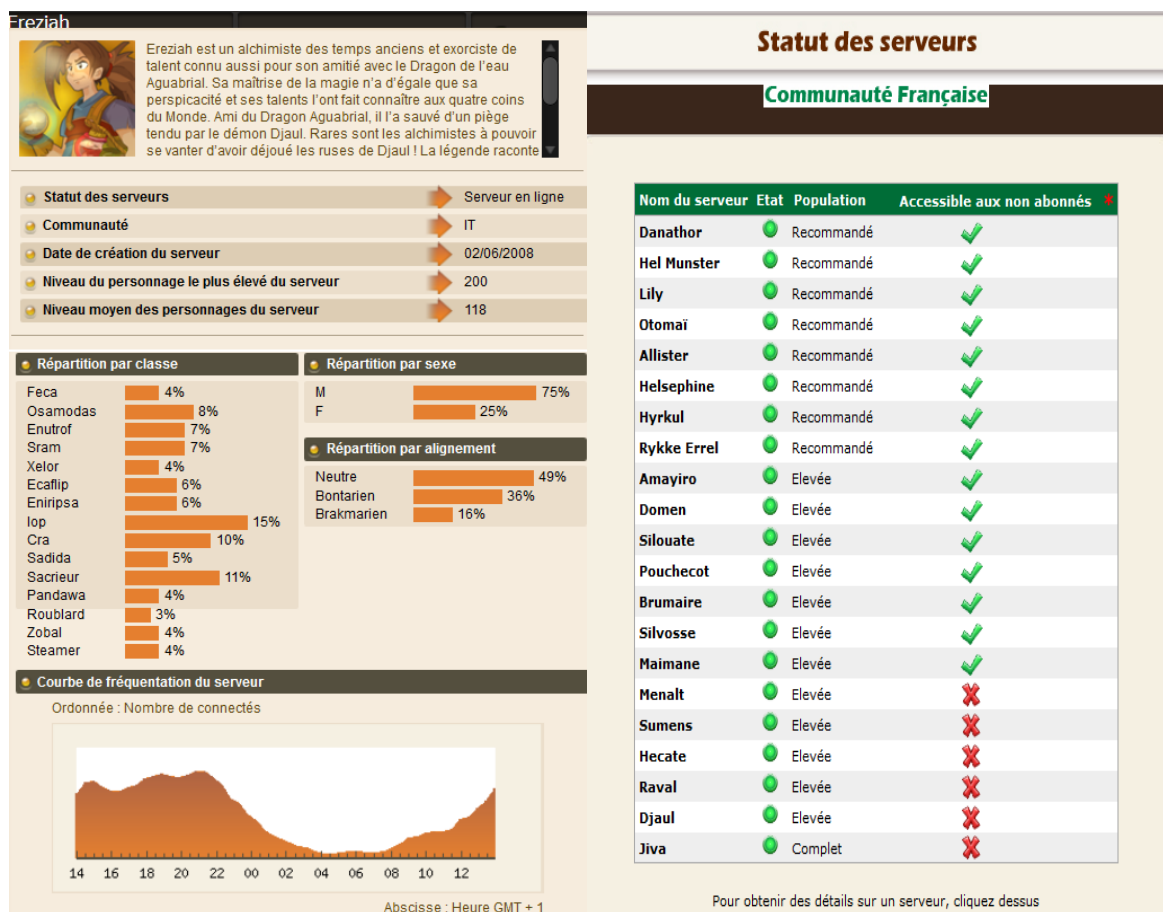 Ereziah
Ereziah est un alchimiste des temps anciens et exorciste de
talent connu aussi pour son amitié avec le Dragon de l'eau
Aguabrial. Sa maîtrise de la magie n'a d'égale que sa
perspicacité et ses talents l'ont fait connaître aux quatre coins
du Monde. Ami du Dragon Aguabrial, il l'a sauvé d'un piège
tendu par le démon Djaul. Rares sont les alchimistes à pouvoir
se vanter d'avoir déjoué les ruses de Djaul ! La légende raconte
Statut des serveurs Serveur en ligne
Communauté IT
Date de création du serveur 02/06/2008
Niveau du personnage le plus élevé du serveur 200
Niveau moyen des personnages du serveur 118
Répartition par classe
Feca 4%
Osamodas 8%
Enutrof 7%
Sram 7%
Xelor 4%
Ecaflip 6%
Eniripsa 6%
Iop 15%
Cra 10%
Sadida 5%
Sacrieur 11%
Pandawa 4%
Roublard 3%
Zobal 4%
Steamer 4%
Répartition par sexe
M 75%
F 25%
Répartition par alignement
Neutre 49%
Bontarien 36%
Brakmarien 16%
Courbe de fréquentation du serveur
Ordonnée : Nombre de connectés
14 16 18 20 22 00 02 04 06 08 10 12
Abscisse : Heure GMT + 1
Statut des serveurs
Communauté Française
Nom du serveur Etat Population Accessible aux non abonnés *
Danathor Recommandé
Hel Munster Recommandé
Lily Recommandé
Otomaï Recommandé
Allister Recommandé
Helsephine Recommandé
Hyrkul Recommandé
Rykke Errel Recommandé
Amayiro Elevée
Domen Elevée
Silouate Elevée
Pouchecot Elevée
Brumaire Elevée
Silvosse Elevée
Maimane Elevée
Menalt Elevée
Sumens Elevée
Hecate Elevée
Raval Elevée
Djaul Elevée
Jiva Complet
Pour obtenir des détails sur un serveur, cliquez dessus